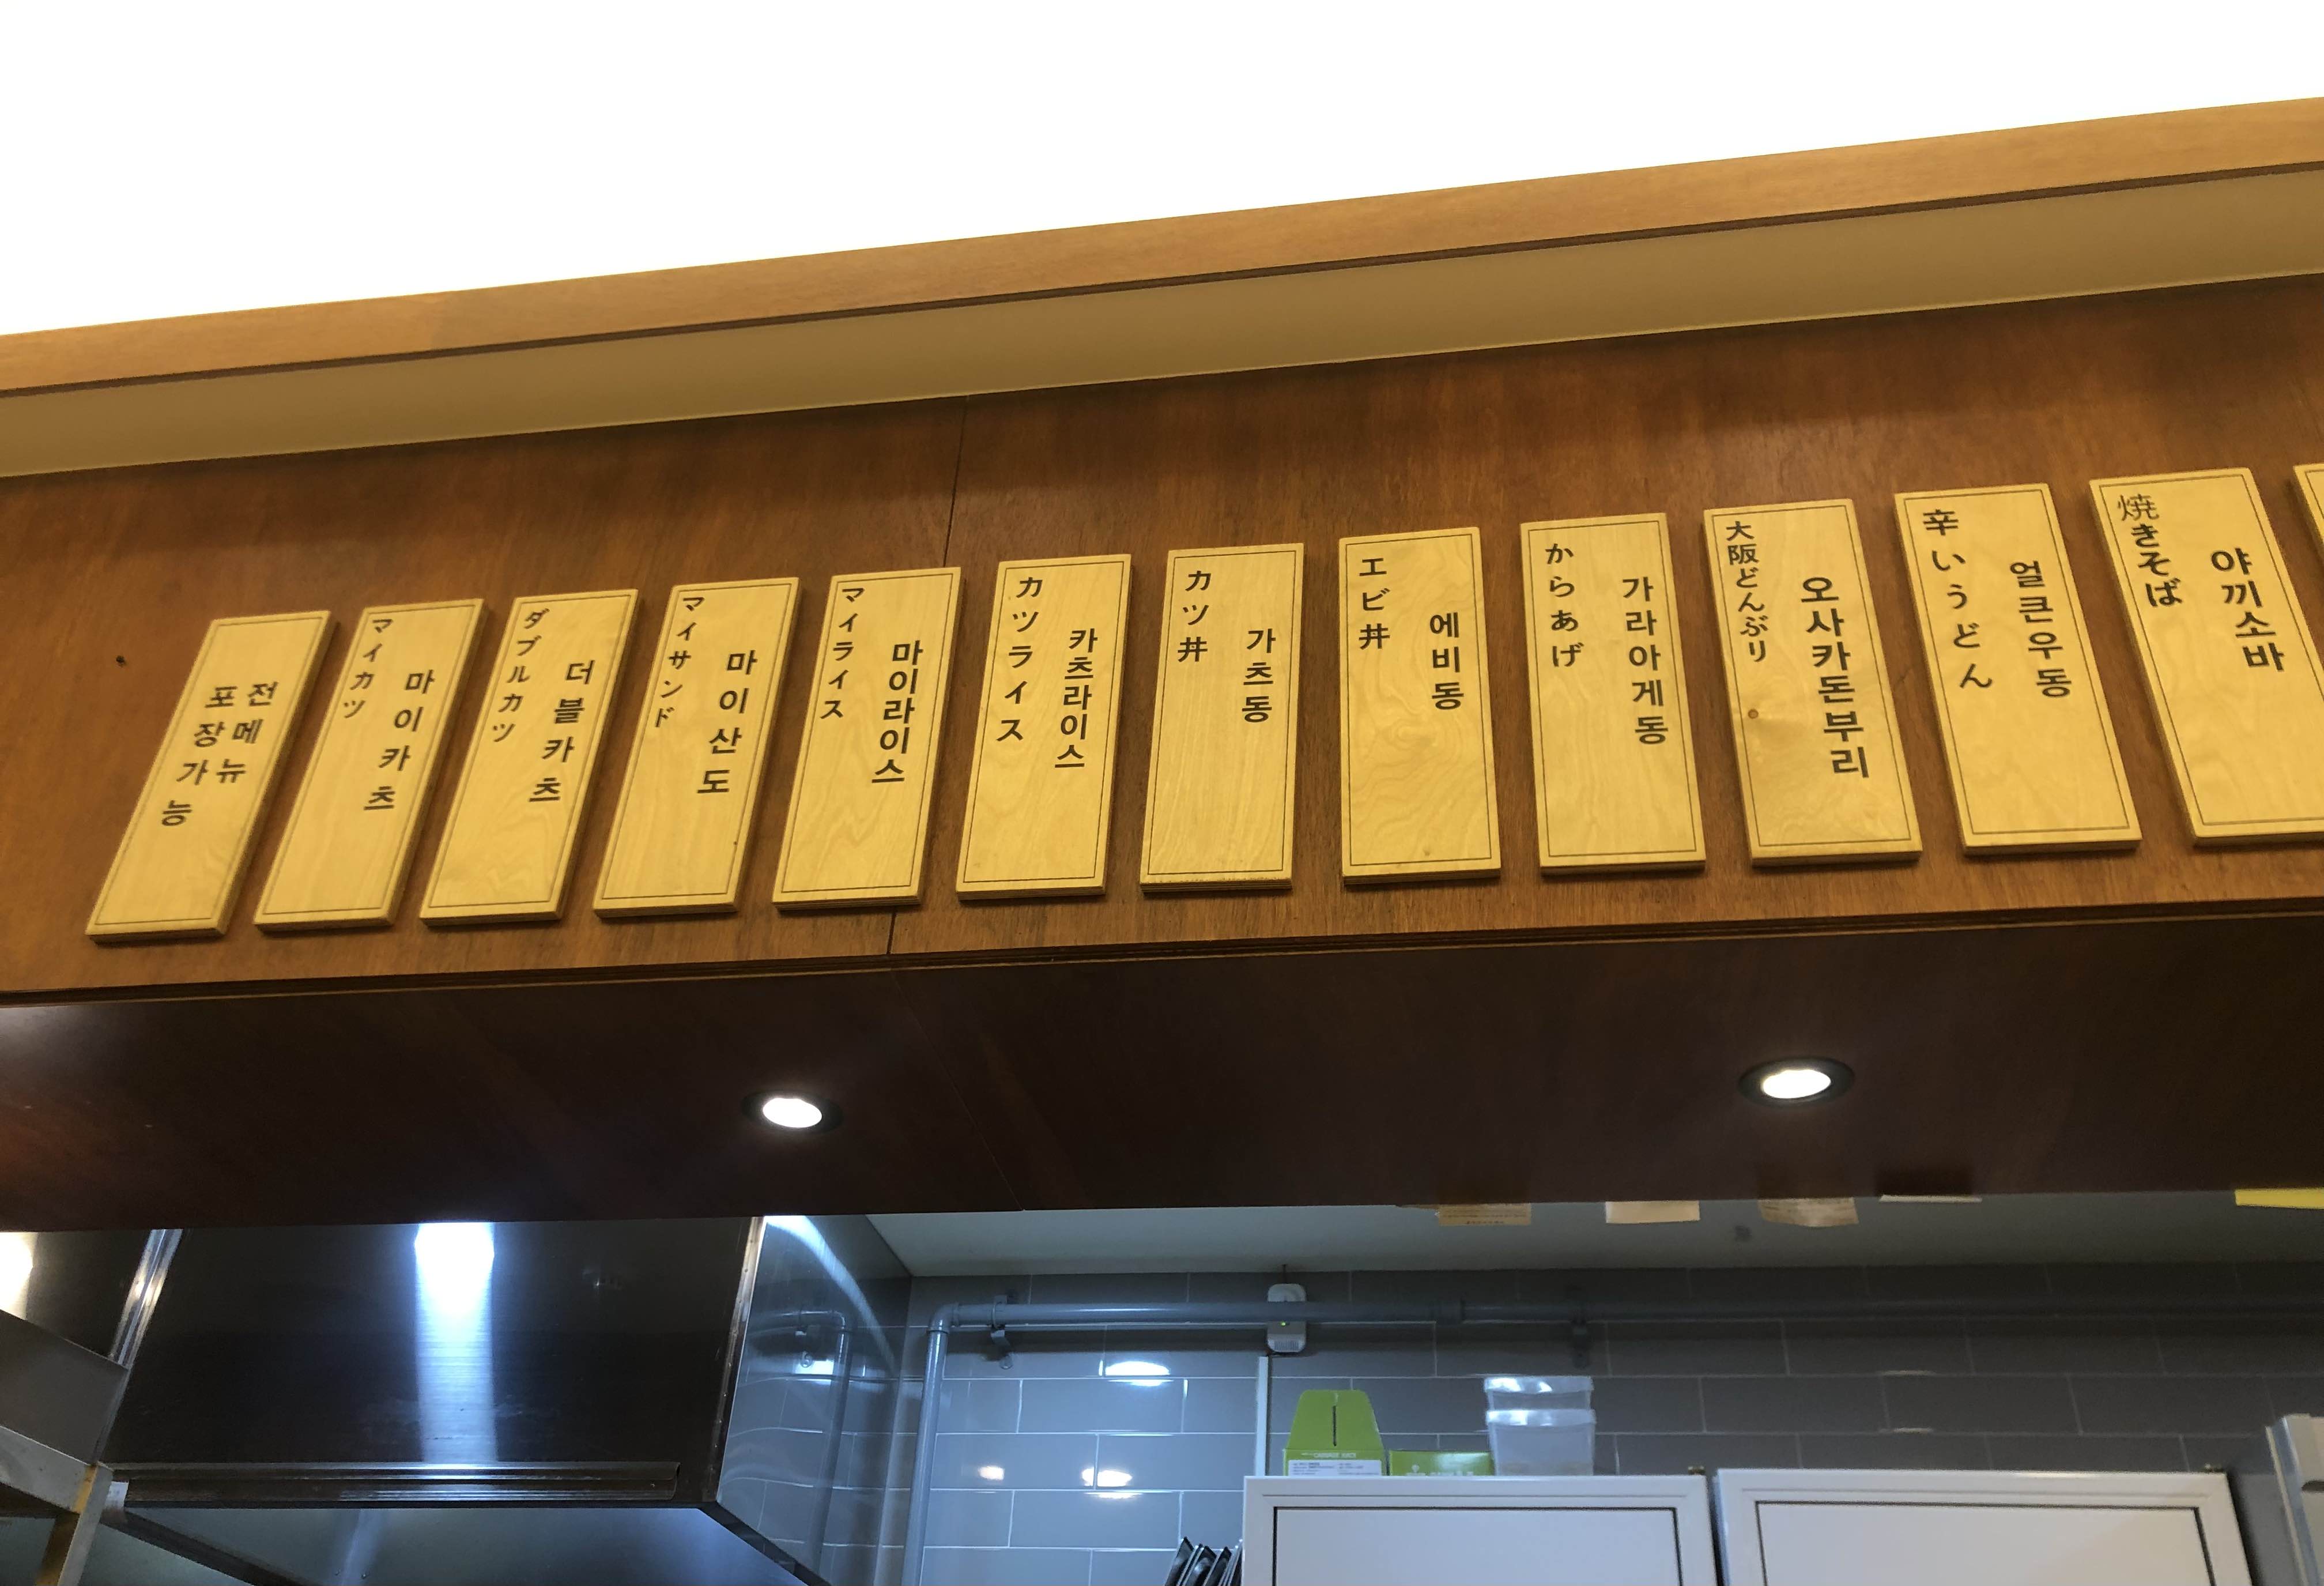 전메뉴
포장가능
マイカツ
마이카츠
ダブルカツ
더블카츠
マイサンド
마이산도
マイライス
마이라이스
カツライス
카츠라이스
カツ井
가츠동
エビ井
에비동
からあげ
가라아게동
大阪どんぶり
오사카돈부리
辛いうどん
얼큰우동
焼きそば
야끼소바